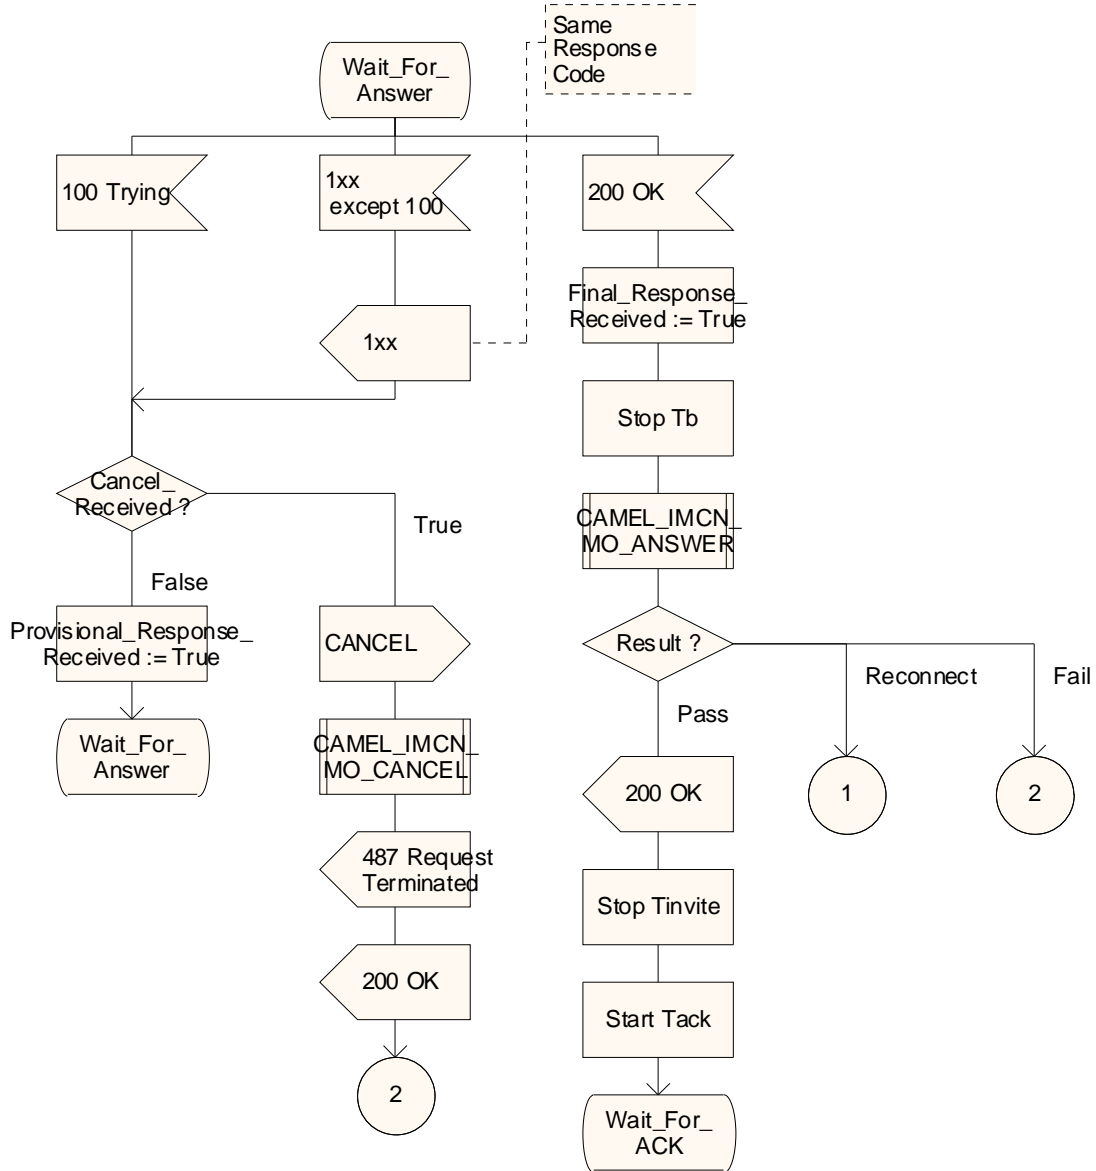 Same
Response
Code
Wait_For_
Answer
100 Trying
1xx
except 100
200 OK
Final_Response_
Received := True
1xx
Stop Tb
Cancel_
Received ?
True
False
CAMEL_IMCN_
MO_ANSWER
Provisional_Response_
Received := True
CANCEL
Result ?
Reconnect
Fail
Pass
Wait_For_
Answer
CAMEL_IMCN_
MO_CANCEL
200 OK
1
2
487 Request
Terminated
Stop Tinvite
200 OK
Start Tack
2
Wait_For_
ACK